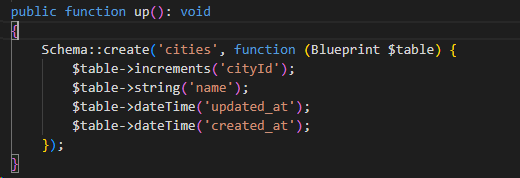 public function up(): void
{
    Schema::create('cities', function (Blueprint $table) {
        $table->increments('cityId');
        $table->string('name');
        $table->dateTime('updated_at');
        $table->dateTime('created_at');
    });
}